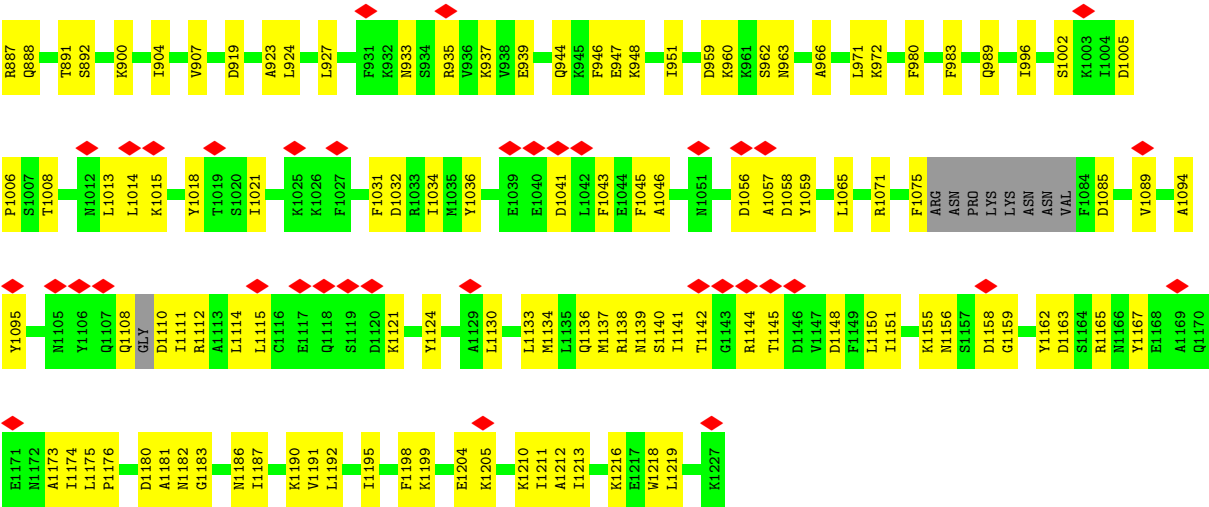 R887 Q888 T891 S892 K900 I904 V907 D919 A923 L924 L927 F931 K932 N933 S934 R935 V936 K937 V938 E939 Q944 K945 F946 E947 K948 I951 D959 K960 K961 S962 N963 A966 L971 K972 F980 F983 Q989 I996 S1002 K1003 I1004 D1005
P1006 S1007 T1008 N1012 L1013 L1014 K1015 Y1018 T1019 S1020 I1021 K1025 K1026 F1027 F1031 D1032 R1033 I1034 M1035 Y1036 E1039 E1040 D1041 L1042 F1043 E1044 F1045 A1046 N1051 D1056 A1057 D1058 Y1059 L1065 R1071 F1075 ARG ASN PRO LYS LYS ASN ASN VAL F1084 D1085 V1089 A1094
Y1095 N1105 Y1106 Q1107 Q1108 GLY D1110 I1111 R1112 A1113 L1114 L1115 C1116 E1117 Q1118 S1119 D1120 K1121 Y1124 A1129 L1130 L1133 M1134 L1135 Q1136 M1137 R1138 N1139 S1140 I1141 T1142 G1143 R1144 T1145 D1146 V1147 D1148 F1149 L1150 I1151 K1155 N1156 S1157 D1158 G1159 Y1162 D1163 S1164 R1165 N1166 Y1167 E1168 A1169 Q1170
E1171 N1172 A1173 I1174 L1175 P1176 D1180 A1181 N1182 G1183 N1186 I1187 K1190 V1191 L1192 I1195 F1198 K1199 E1204 K1205 K1210 I1211 A1212 I1213 K1216 E1217 W1218 L1219 K1227